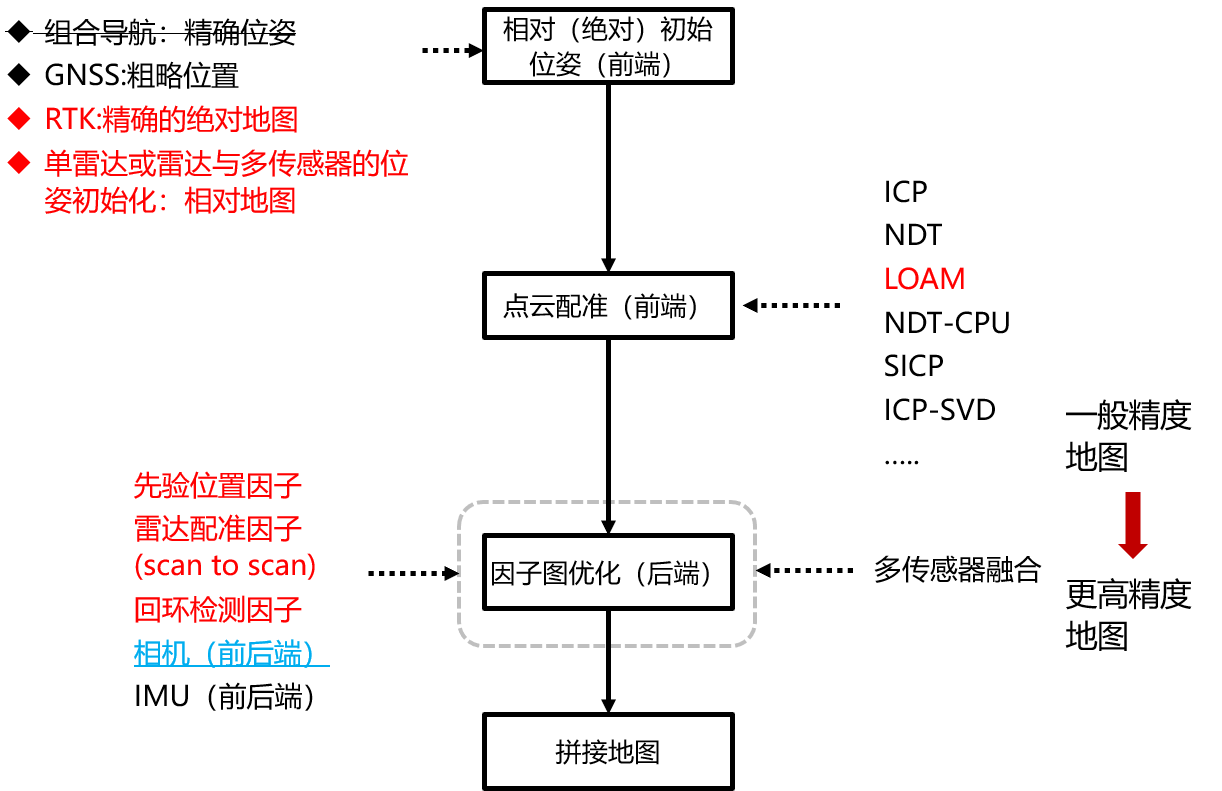 组合导航：精确位姿
GNSS:粗略位置
RTK:精确的绝对地图
单雷达或雷达与多传感器的位
姿初始化：相对地图
相对（绝对）初始
位姿（前端）
ICP
NDT
LOAM
NDT-CPU
SICP
ICP-SVD
…..
点云配准（前端）
一般精度
地图
更高精度
地图
先验位置因子
雷达配准因子
(scan to scan)
回环检测因子
相机（前后端）
IMU（前后端）
因子图优化（后端）
多传感器融合
拼接地图